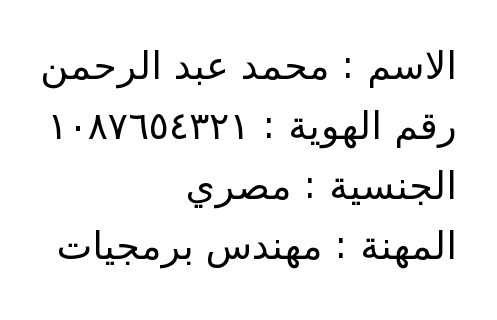 الاسم : محمد عبد الرحمن
رقم الهوية : ١٠٨٧٦٥٤٣٢١
الجنسية : مصري
المهنة : مهندس برمجيات